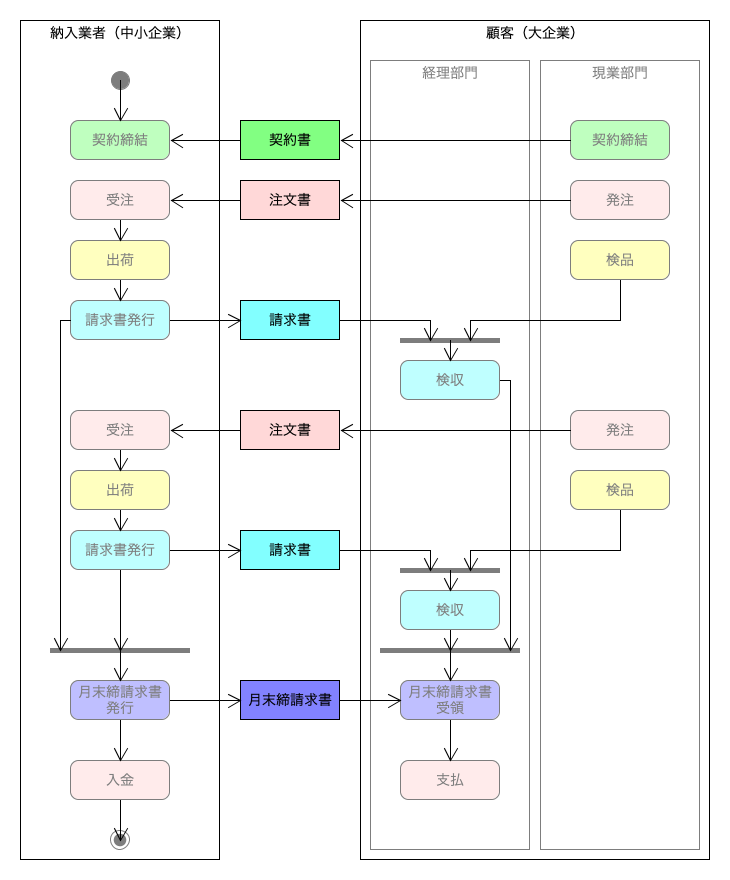 納入業者（中小企業）
顧客（大企業）
経理部門
現業部門
契約締結
契約書
契約締結
受注
注文書
発注
出荷
検品
請求書発行
請求書
検収
受注
注文書
発注
出荷
検品
請求書発行
請求書
検収
月末締請求書
発行
月末締請求書
月末締請求書
受領
入金
支払